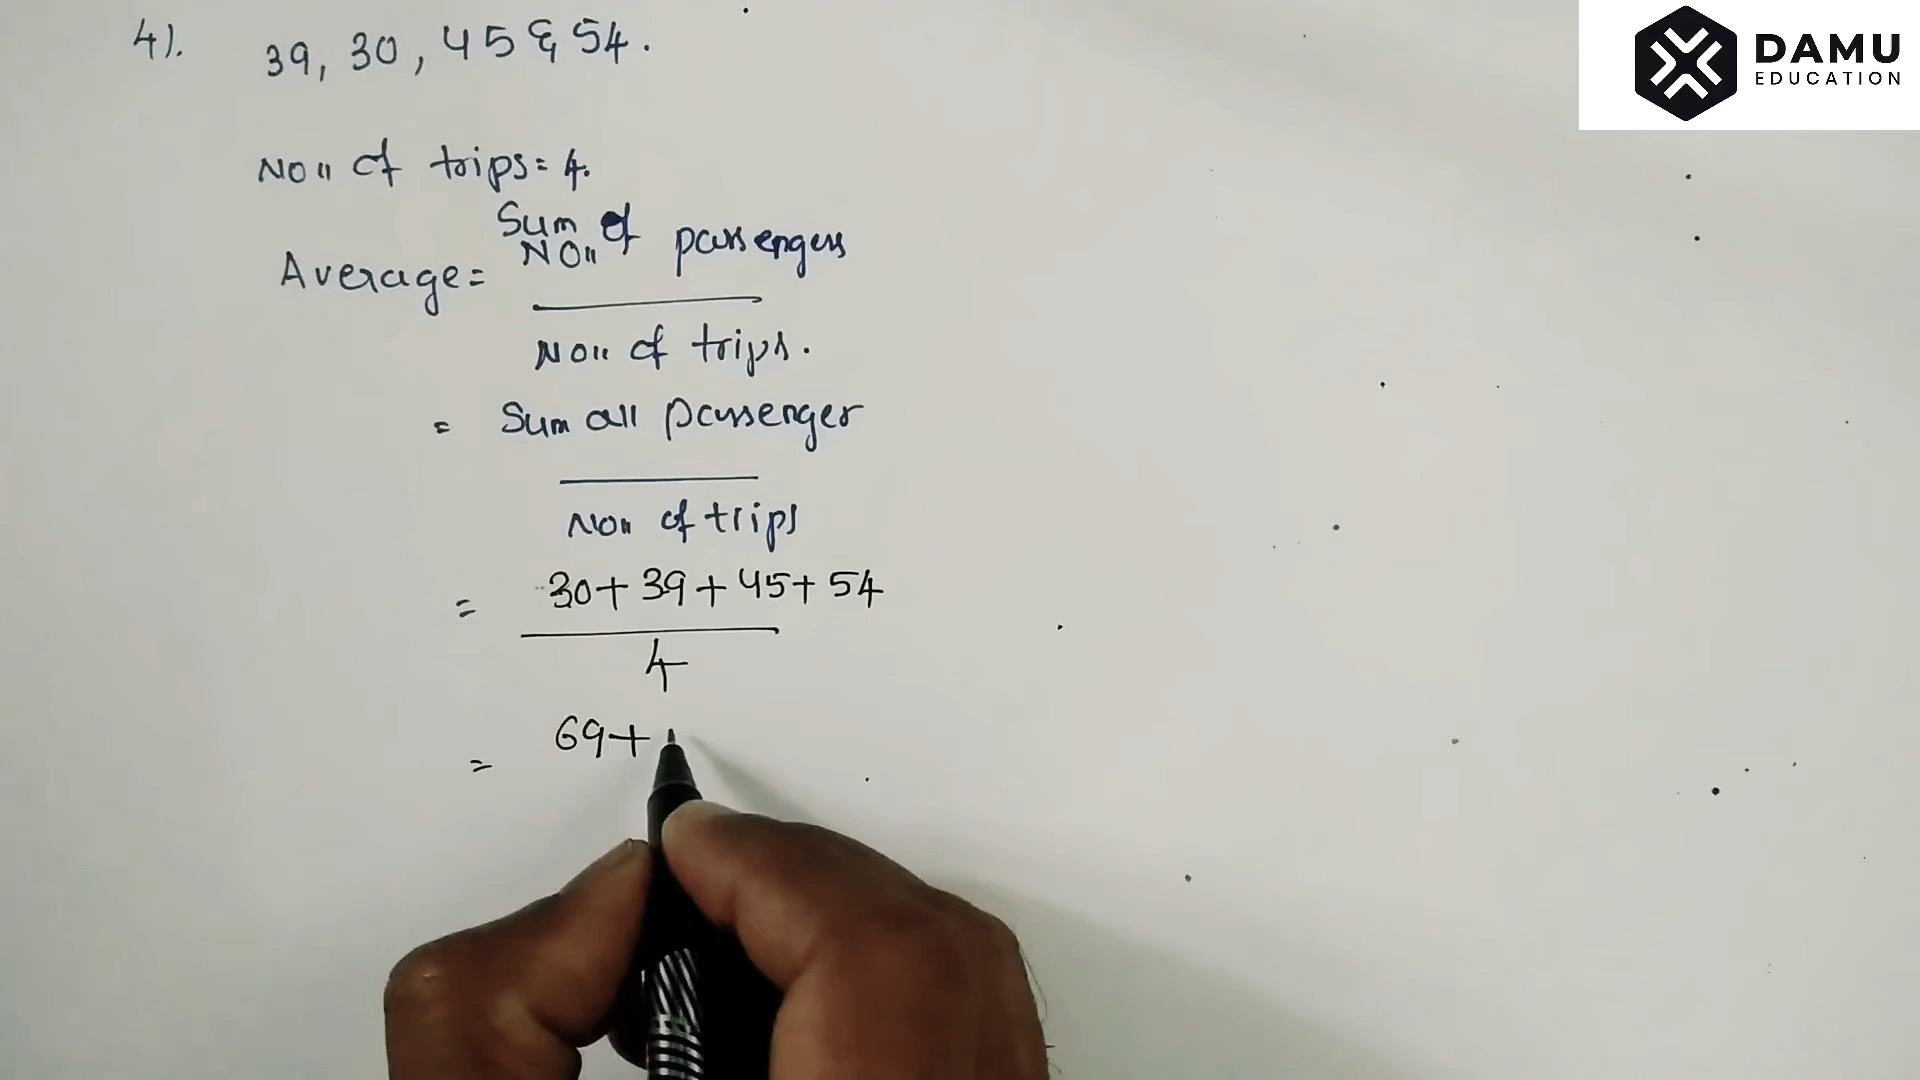 4). 39, 30, 45 & 54.
DAMU
EDUCATION
No" of trips = 4.
Sum of
Average = No" passengers
No" of trips.
= Sum all passenger
No" of trips
= 30 + 39 + 45 + 54
4
= 69 +